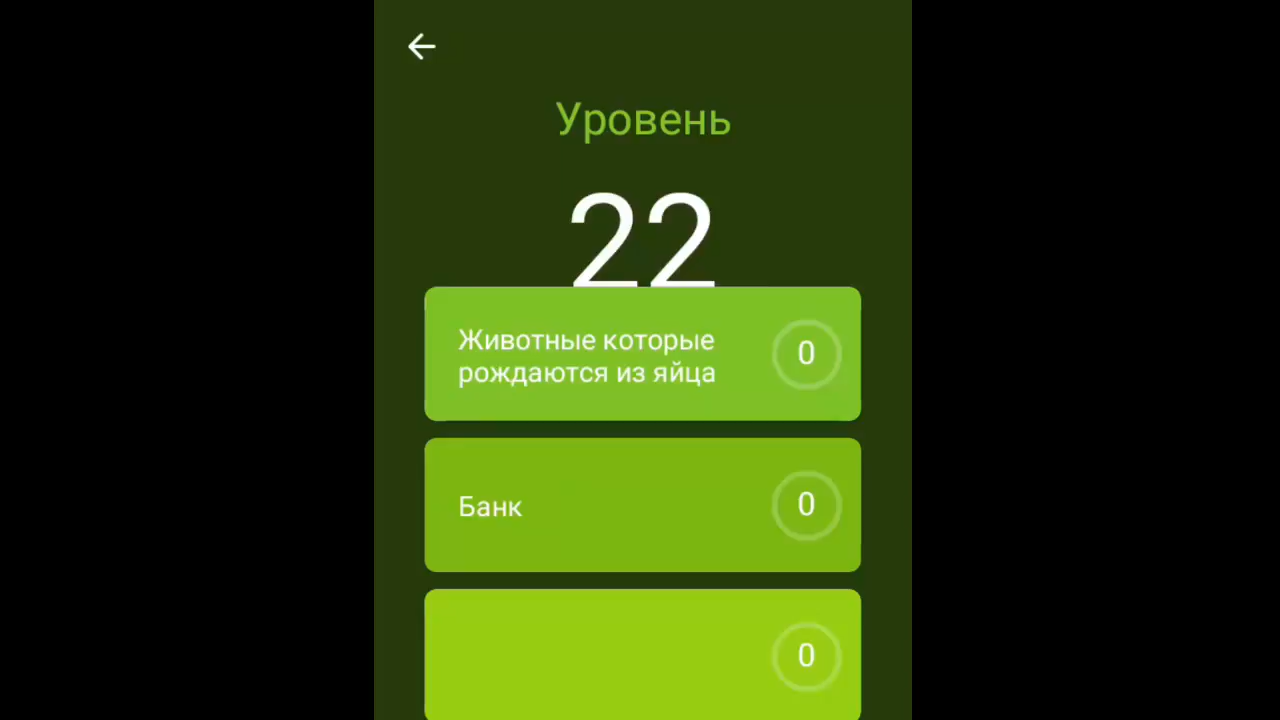 Уровень
22
Животные которые
рождаются из яйца
0
Банк
0
0